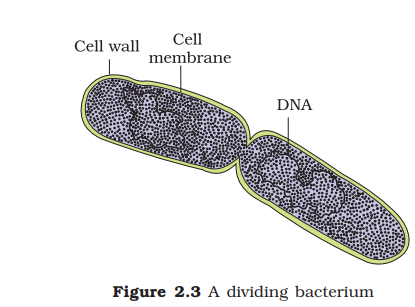 Cell wall
Cell
membrane
DNA
Figure 2.3 A dividing bacterium